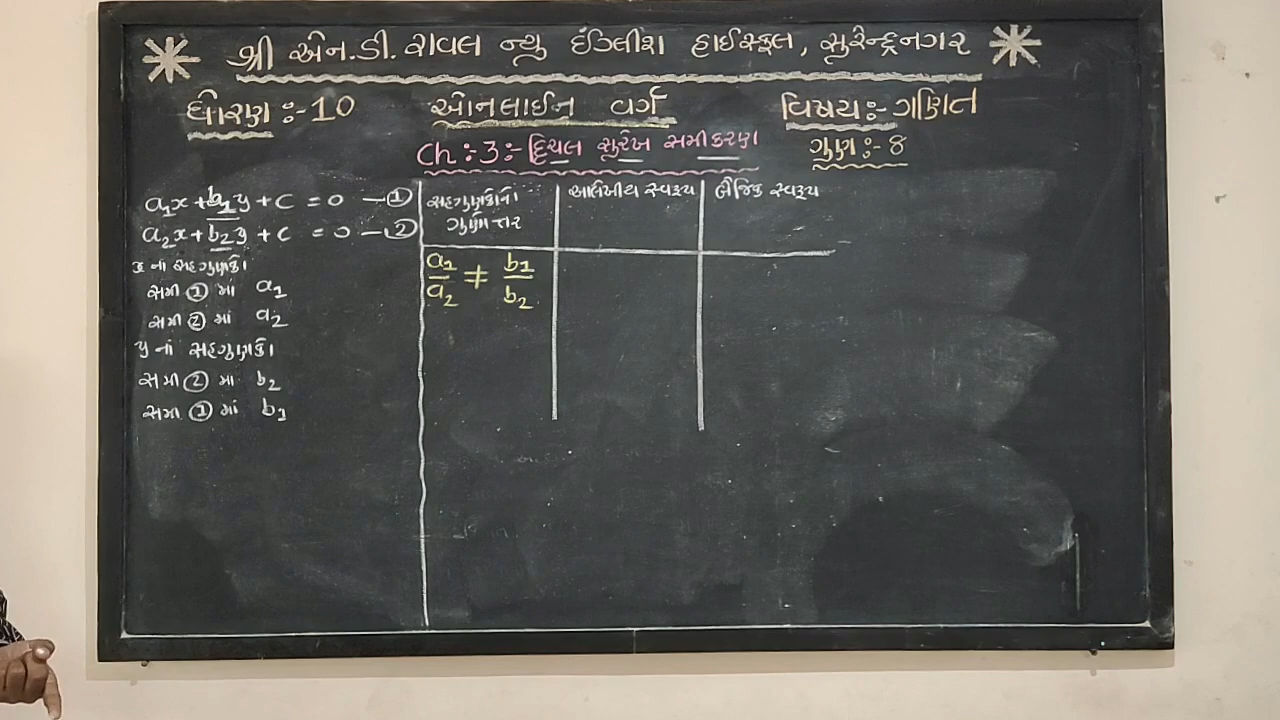 શ્રી એન.ડી. રાવલ ન્યુ ઇંગ્લીશ હાઈસ્કૂલ, સુરેન્દ્રનગર
ધોરણ :- 10
ઓનલાઈન વર્ગ
વિષય :- ગણિત
Ch :- 3 :- દ્વિચલ સુરેખ સમીકરણ
ગુણ :- 8
a₁x + b₁y + c = 0 — ①
a₂x + b₂y + c = 0 — ②
x ના સહગુણકો
સમી ① માં a₁
સમી ② માં a₂
y નાં સહગુણકો
સમી ② માં b₂
સમી ① માં b₁
સહગુણકોનો
ગુણોત્તર
આલેખીય સ્વરૂપ
બૈજિક સ્વરૂપ
a₁/a₂ ≠ b₁/b₂